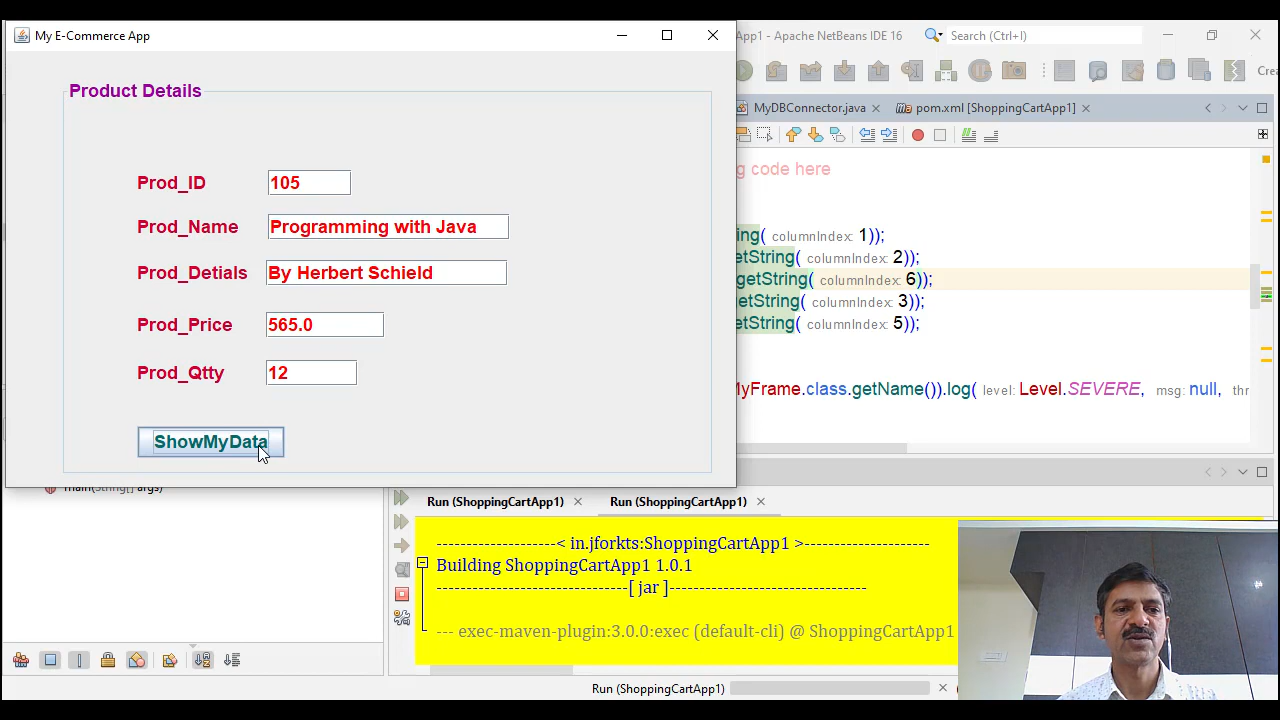 My E-Commerce App
App1 - Apache NetBeans IDE 16
Search (Ctrl+I)
Product Details
Prod_ID 105
Prod_Name Programming with Java
Prod_Detials By Herbert Schield
Prod_Price 565.0
Prod_Qtty 12
ShowMyData
MyDBConnector.java
pom.xml [ShoppingCartApp1]
g code here
ing( columnIndex: 1));
etString( columnIndex: 2));
getString( columnIndex: 6));
etString( columnIndex: 3));
etString( columnIndex: 5));
MyFrame.class.getName()).log( level: Level.SEVERE, msg: null, thr
main(String[] args)
Run (ShoppingCartApp1)
Run (ShoppingCartApp1)
-------------------< in.jforkts:ShoppingCartApp1 >--------------------
Building ShoppingCartApp1 1.0.1
--------------------------------[ jar ]---------------------------------
--- exec-maven-plugin:3.0.0:exec (default-cli) @ ShoppingCartApp1
Run (ShoppingCartApp1)